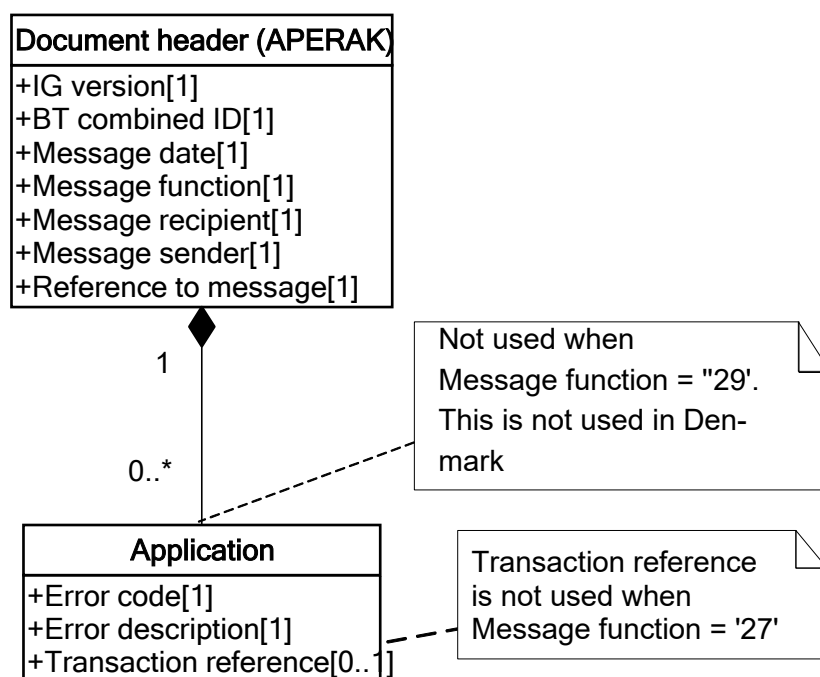 Document header (APERAK)
+IG version[1]
+BT combined ID[1]
+Message date[1]
+Message function[1]
+Message recipient[1]
+Message sender[1]
+Reference to message[1]
1
0..*
Not used when
Message function = "29'.
This is not used in Den-
mark
Application
+Error code[1]
+Error description[1]
+Transaction reference[0..1]
Transaction reference
is not used when
Message function = '27'